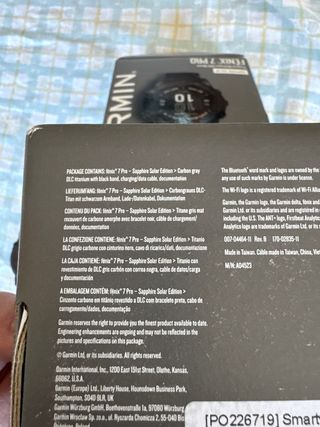 FĒNIX 7 PRO
GARMIN
10
PACKAGE CONTAINS: fēnix® 7 Pro – Sapphire Solar Edition > Carbon gray
DLC titanium with black band, charging/data cable, documentation
LIEFERUMFANG: fēnix® 7 Pro – Sapphire Solar Edition > Carbongraues DLC-
Titan mit schwarzem Armband, Lade-/Datenkabel, Dokumentation
CONTENU DU PACK: fēnix® 7 Pro – Sapphire Solar Edition > Titane gris mat
recouvert de carbone amorphe avec bracelet noir, câble de chargement/
données, documentation
LA CONFEZIONE CONTIENE: fēnix® 7 Pro – Sapphire Solar Edition > Titanio
DLC grigio carbone con cinturino nero, cavo di ricarica/dati, documentazione
LA CAJA CONTIENE: fēnix® 7 Pro – Sapphire Solar Edition > Titanio con
revestimiento de DLC gris carbón con correa negra, cable de datos/carga
y documentación
A EMBALAGEM CONTÉM: fēnix® 7 Pro – Sapphire Solar Edition >
Cinzento carbono em titânio revestido a DLC com bracelete preta, cabo de
carregamento/dados, documentação
Garmin reserves the right to provide you the finest product available to date.
Engineering enhancements are ongoing and may not be reflected in the
pictures and specifications on this package.
© Garmin Ltd. or its subsidiaries. All rights reserved.
Garmin International, Inc., 1200 East 151st Street, Olathe, Kansas,
66062, U.S.
Garmin (Europe) Ltd., Liberty House, Hounsdown Business Park,
Southampton, SO40 9LR, UK
Garmin Würzburg GmbH, Beethovenstraße 1a, 97080 Würzburg
Garmin Wroclaw Sp.
The Bluetooth® word mark and logos are owned by the
any use of such marks by Garmin is under license.
The Wi-Fi logo is a registered trademark of Wi-Fi
Garmin, the Garmin logo, the Garmin delta, fēnix and
Garmin Ltd. or its subsidiaries and are registered in
including the U.S. The ANT+ logo, Firstbeat Analytics
of Garmin Ltd. or its subsidiaries.
007-04464-11 Rev. B 170-02835-11
Made in Taiwan. Cable made in Taiwan, China, Viet
M/N: A04523
[PO226719] Smartw